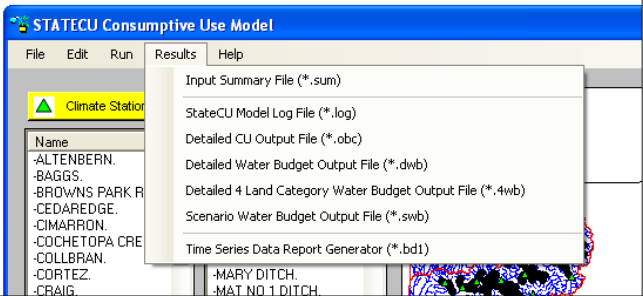 STATECU Consumptive Use Model
File Edit Run Results Help
Input Summary File (*.sum)
StateCU Model Log File (*.log)
Detailed CU Output File (*.obc)
Detailed Water Budget Output File (*.dwb)
Detailed 4 Land Category Water Budget Output File (*.4wb)
Scenario Water Budget Output File (*.swb)
Time Series Data Report Generator (*.bd1)
Climate Station
Name
-ALTENBERN.
-BAGGS.
-BROWNS PARK R
-CEDAREDGE.
-CIMARRON.
-COCHETOPA CRE
-COLLBRAN.
-CORTEZ.
-CRAIG.
-MARY DITCH.
-MAT NO 1 DITCH.